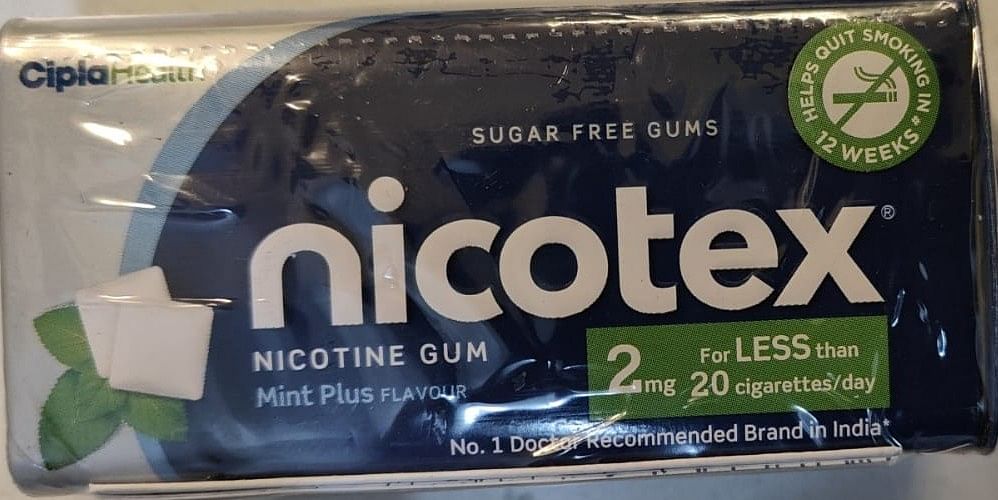 CiplaHealth
HELPS QUIT SMOKING IN 12 WEEKS*
SUGAR FREE GUMS
nicotex®
NICOTINE GUM
Mint Plus FLAVOUR
2mg
For LESS than
20 cigarettes/day
No. 1 Doctor Recommended Brand in India*